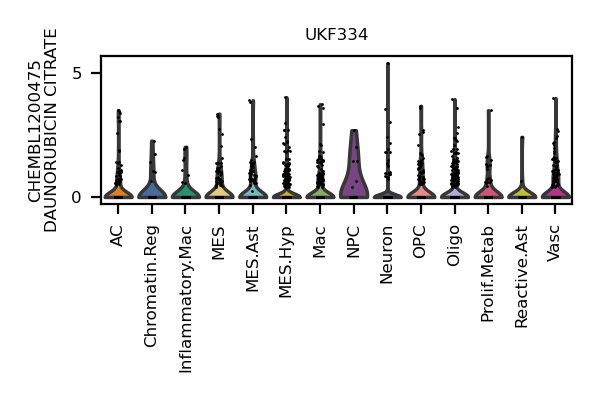 UKF334
CHEMBL1200475
DAUNORUBICIN CITRATE
5
0
AC
Chromatin.Reg
Inflammatory.Mac
MES
MES.Ast
MES.Hyp
Mac
NPC
Neuron
OPC
Oligo
Prolif.Metab
Reactive.Ast
Vasc